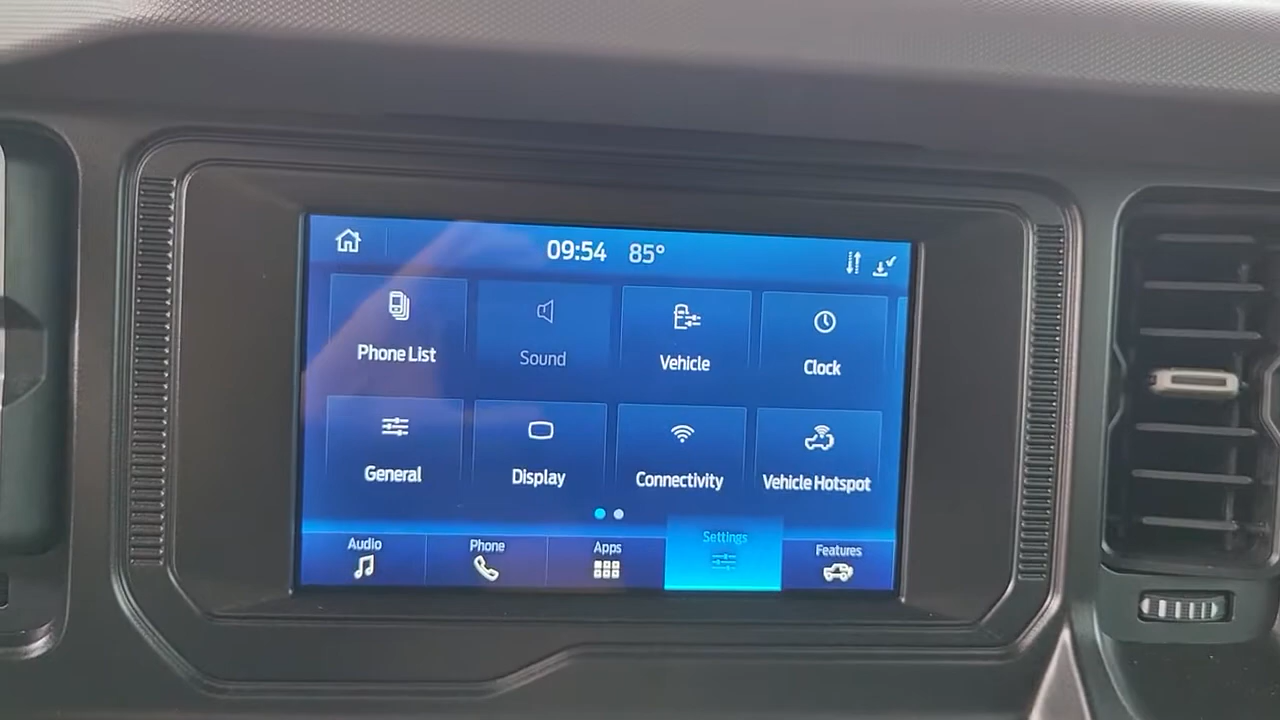 09:54 85°
Phone List
Sound
Vehicle
Clock
General
Display
Connectivity
Vehicle Hotspot
Audio
Phone
Apps
Settings
Features